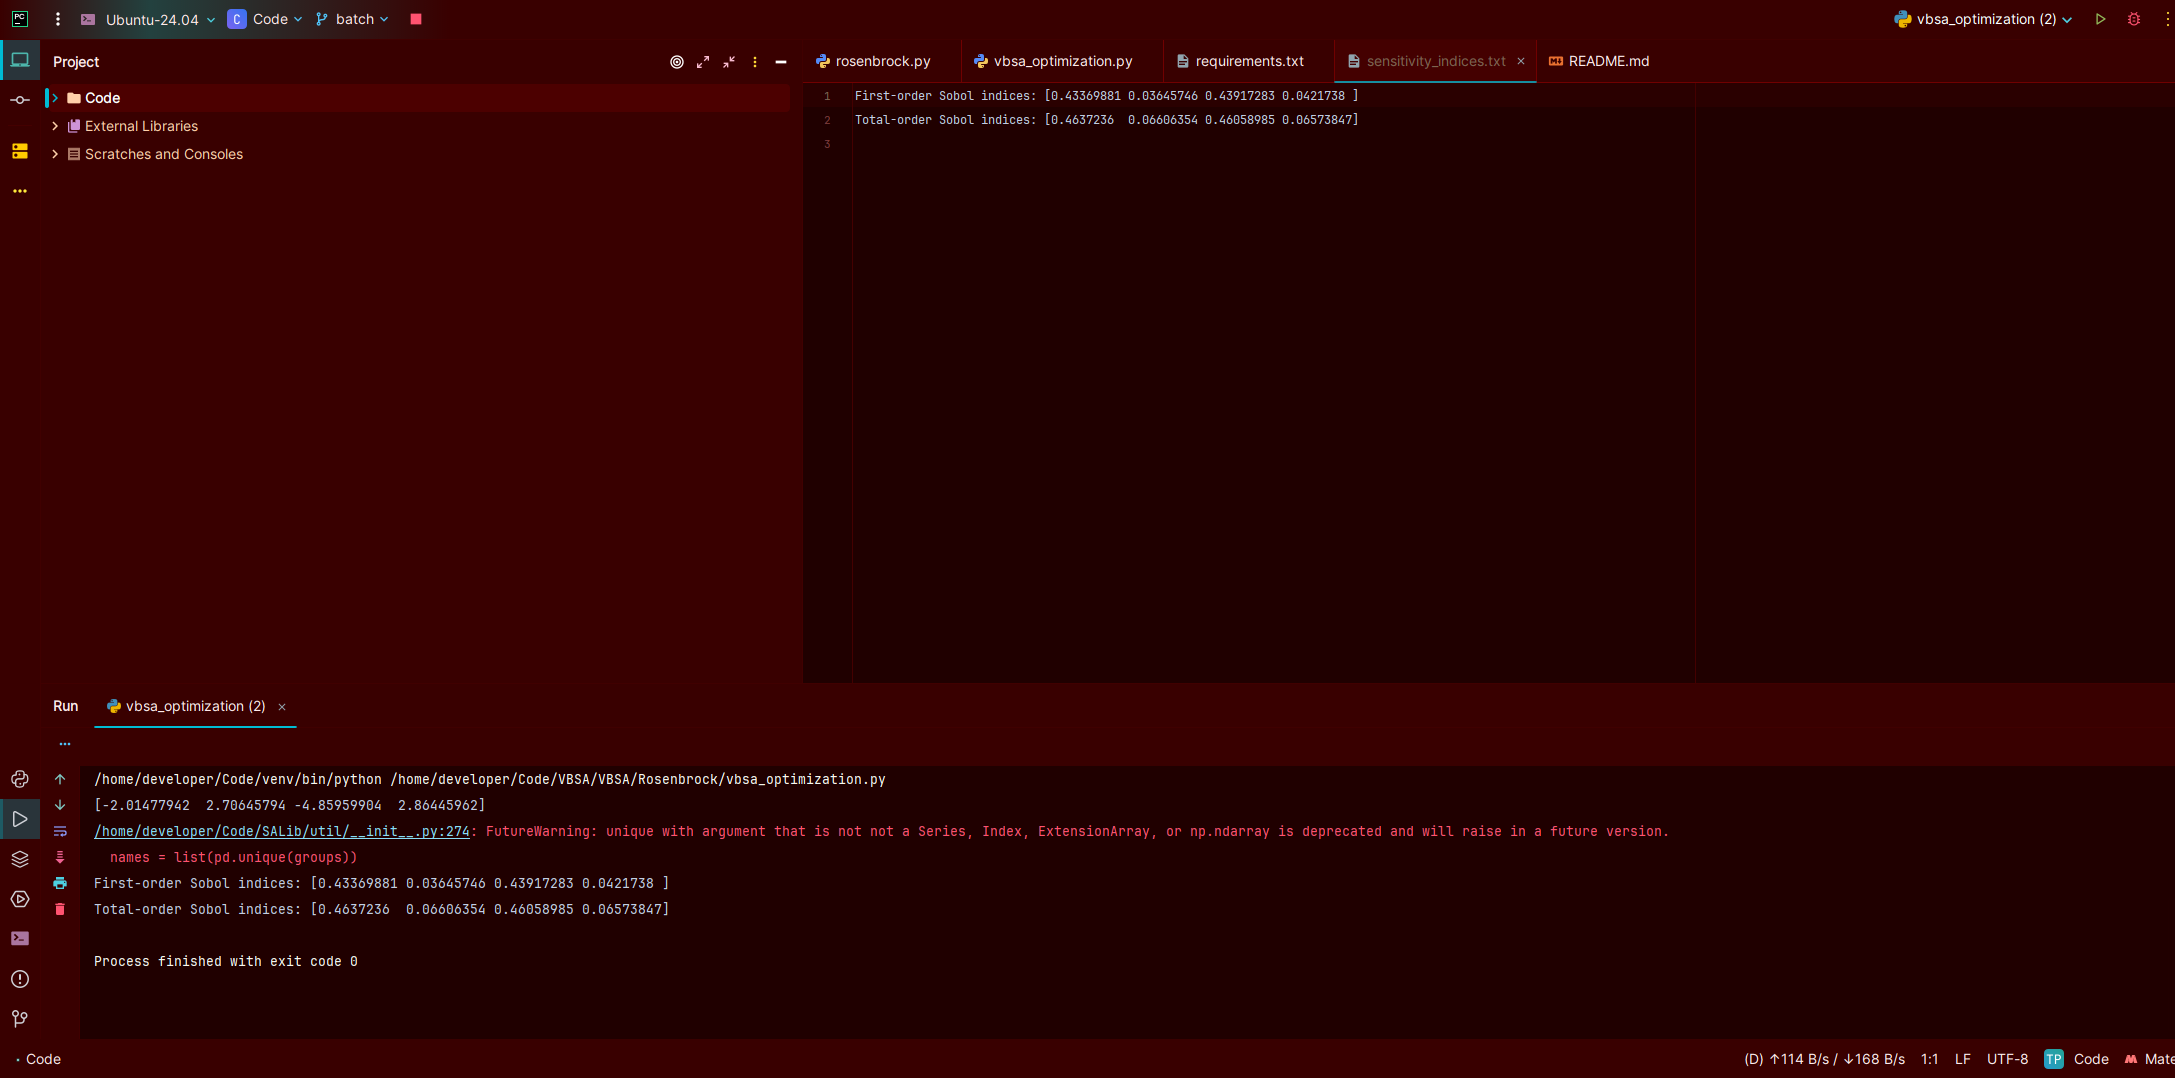 PC Ubuntu-24.04 C Code batch vbsa_optimization (2)
Project
Code
External Libraries
Scratches and Consoles
rosenbrock.py vbsa_optimization.py requirements.txt sensitivity_indices.txt README.md
1 First-order Sobol indices: [0.43369881 0.03645746 0.43917283 0.0421738 ]
2 Total-order Sobol indices: [0.4637236  0.06606354 0.46058985 0.06573847]
3
Run vbsa_optimization (2)
/home/developer/Code/venv/bin/python /home/developer/Code/VBSA/VBSA/Rosenbrock/vbsa_optimization.py
[-2.01477942  2.70645794 -4.85959904  2.86445962]
/home/developer/Code/SALib/util/__init__.py:274: FutureWarning: unique with argument that is not not a Series, Index, ExtensionArray, or np.ndarray is deprecated and will raise in a future version.
names = list(pd.unique(groups))
First-order Sobol indices: [0.43369881 0.03645746 0.43917283 0.0421738 ]
Total-order Sobol indices: [0.4637236  0.06606354 0.46058985 0.06573847]
Process finished with exit code 0
Code (D) ↑114 B/s / ↓168 B/s 1:1 LF UTF-8 TP Code Mate